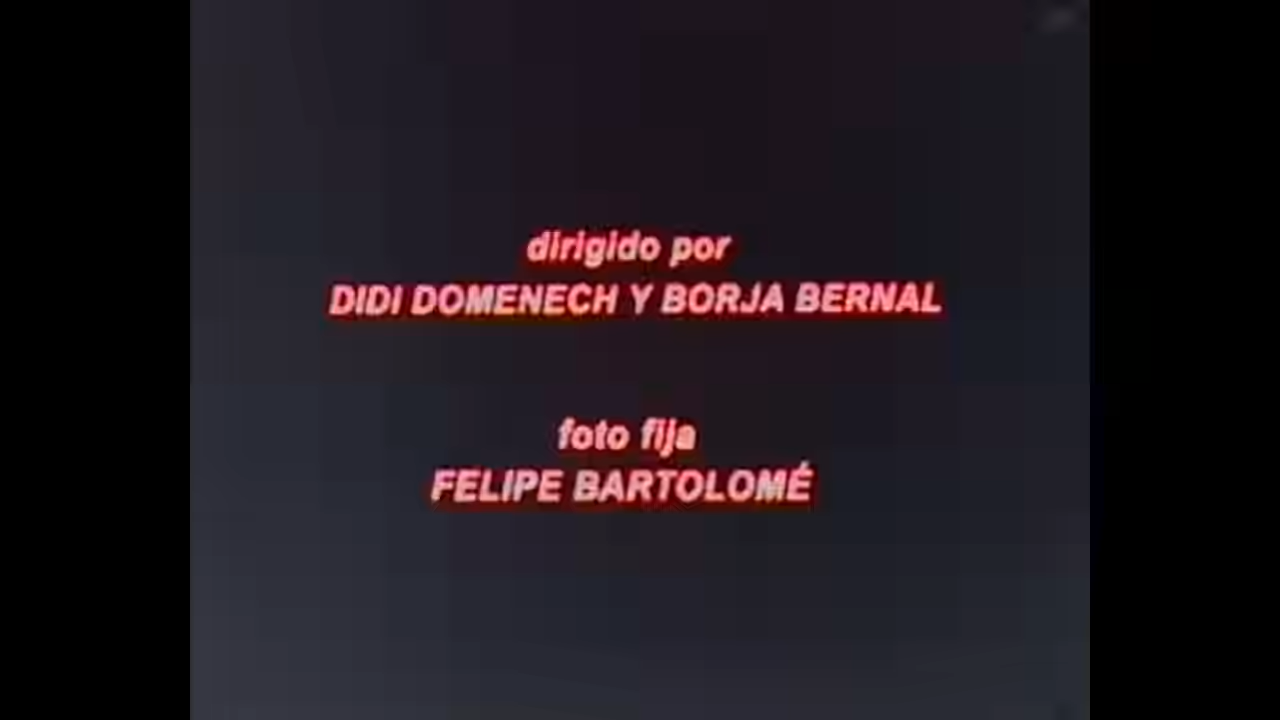 dirigido por
DIDI DOMENECH Y BORJA BERNAL
foto fija
FELIPE BARTOLOMÉ